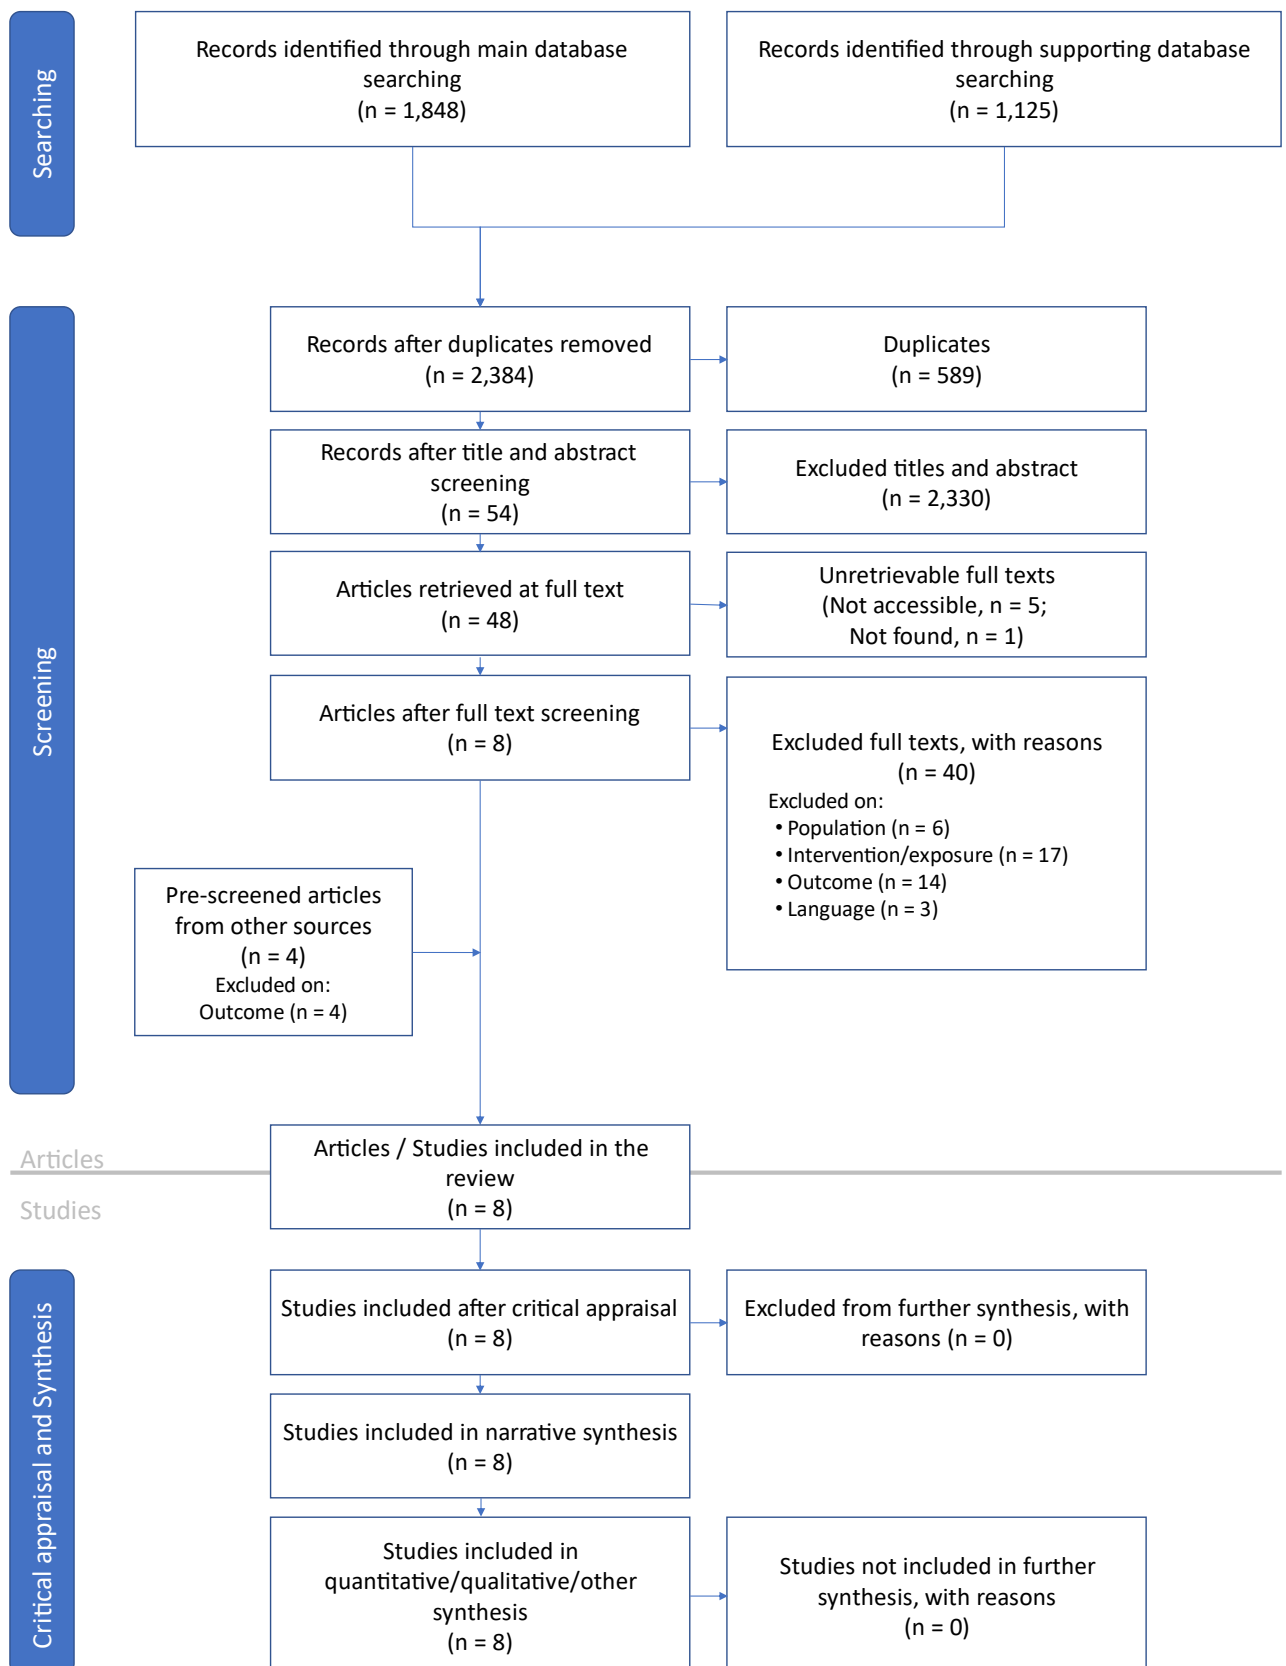 Searching
Records identified through main database
searching
(n = 1,848)
Records identified through supporting database
searching
(n = 1,125)
Screening
Records after duplicates removed
(n = 2,384)
Duplicates
(n = 589)
Records after title and abstract
screening
(n = 54)
Excluded titles and abstract
(n = 2,330)
Articles retrieved at full text
(n = 48)
Unretrievable full texts
(Not accessible, n = 5;
Not found, n = 1)
Articles after full text screening
(n = 8)
Excluded full texts, with reasons
(n = 40)
Excluded on:
• Population (n = 6)
• Intervention/exposure (n = 17)
• Outcome (n = 14)
• Language (n = 3)
Pre-screened articles
from other sources
(n = 4)
Excluded on:
Outcome (n = 4)
Articles
Studies
Articles / Studies included in the
review
(n = 8)
Critical appraisal and Synthesis
Studies included after critical appraisal
(n = 8)
Excluded from further synthesis, with
reasons (n = 0)
Studies included in narrative synthesis
(n = 8)
Studies included in
quantitative/qualitative/other
synthesis
(n = 8)
Studies not included in further
synthesis, with reasons
(n = 0)